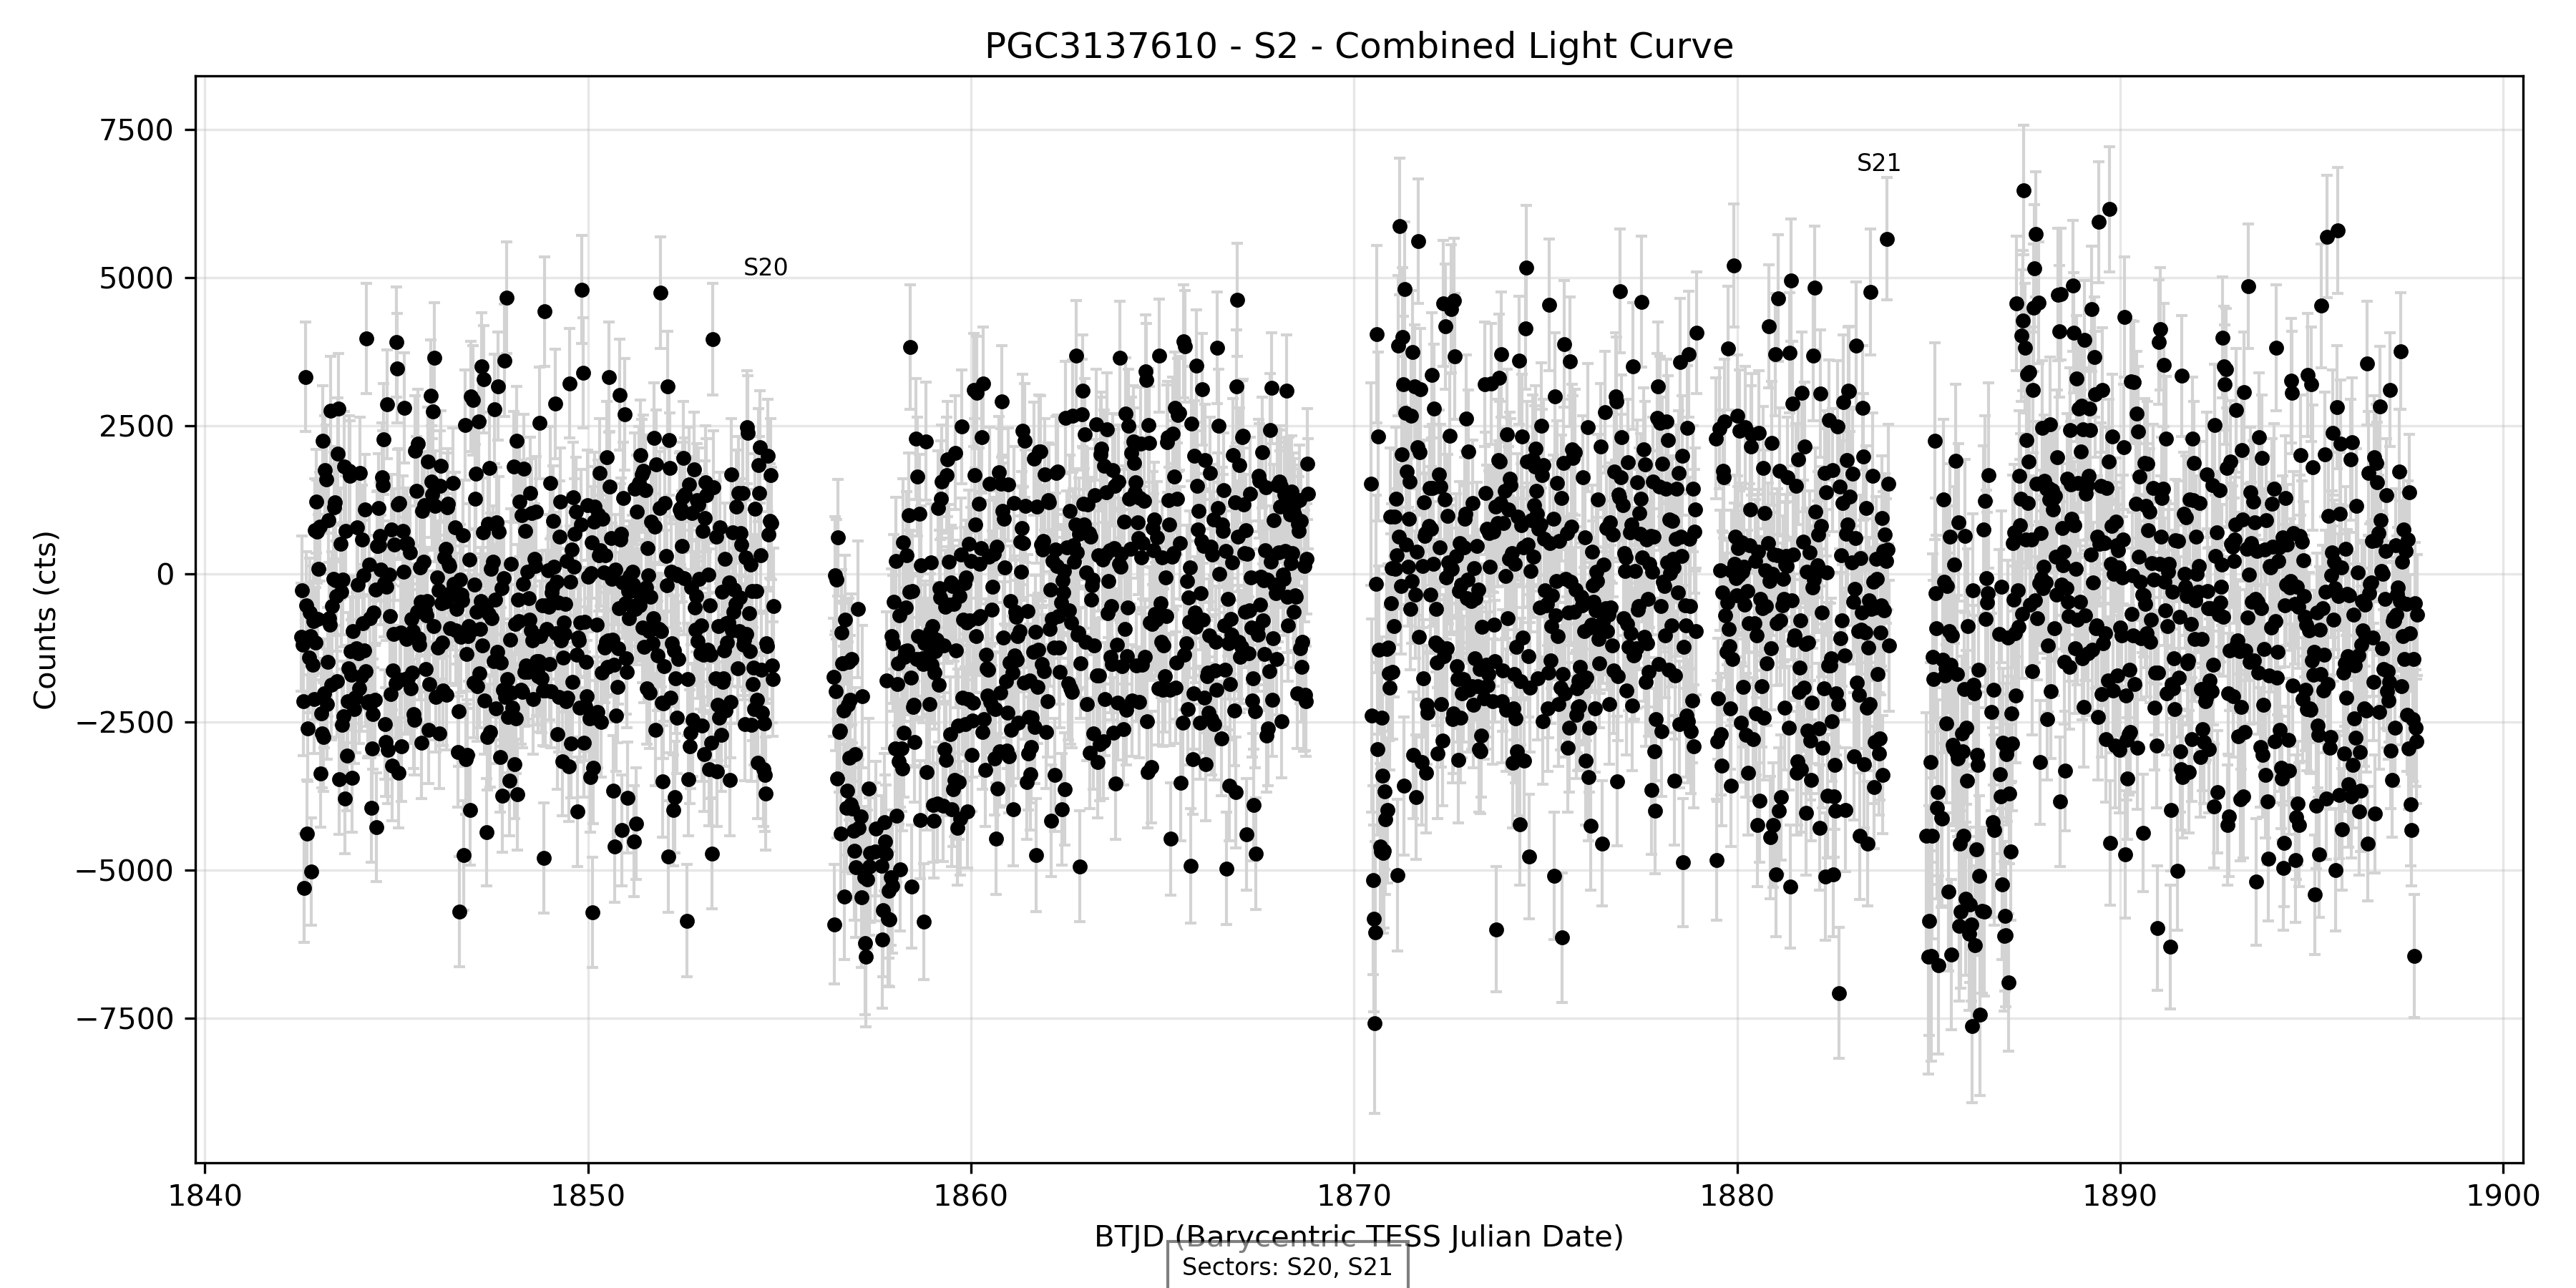 PGC3137610 - S2 - Combined Light Curve
Counts (cts)
7500
5000
2500
0
−2500
−5000
−7500
S20
S21
1840 1850 1860 1870 1880 1890 1900
BTJD (Barycentric TESS Julian Date)
Sectors: S20, S21